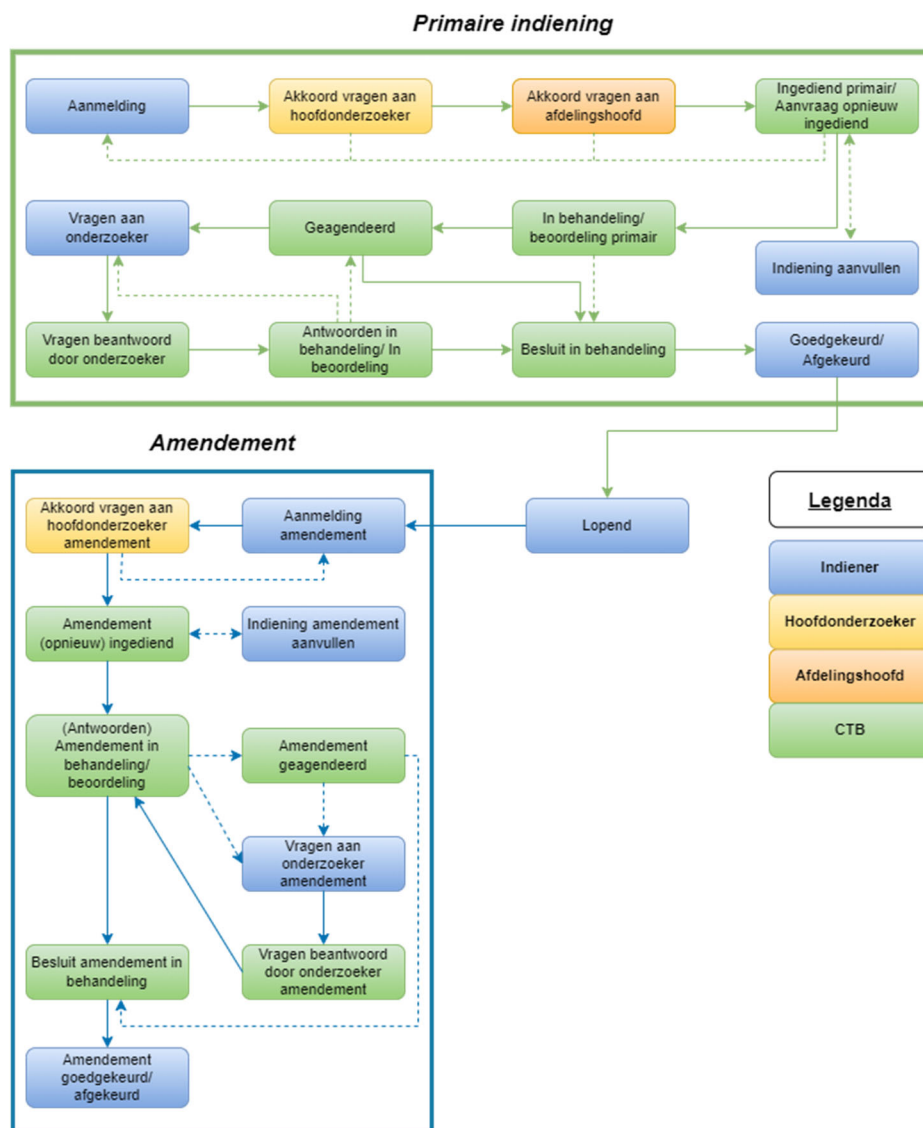 Primaire indiening
Aanmelding
Akkoord vragen aan
hoofdonderzoeker
Akkoord vragen aan
afdelingshoofd
Ingediend primair/
Aanvraag opnieuw
ingediend
Vragen aan
onderzoeker
Geagendeerd
In behandeling/
beoordeling primair
Indiening aanvullen
Vragen beantwoord
door onderzoeker
Antwoorden in
behandeling/ In
beoordeling
Besluit in behandeling
Goedgekeurd/
Afgekeurd
Amendement
Akkoord vragen aan
hoofdonderzoeker
amendement
Aanmelding
amendement
Lopend
Legenda
Indiener
Hoofdonderzoeker
Afdelingshoofd
CTB
Amendement
(opnieuw) ingediend
Indiening amendement
aanvullen
(Antwoorden)
Amendement in
behandeling/
beoordeling
Amendement
geagendeerd
Vragen aan
onderzoeker
amendement
Besluit amendement in
behandeling
Vragen beantwoord
door onderzoeker
amendement
Amendement
goedgekeurd/
afgekeurd